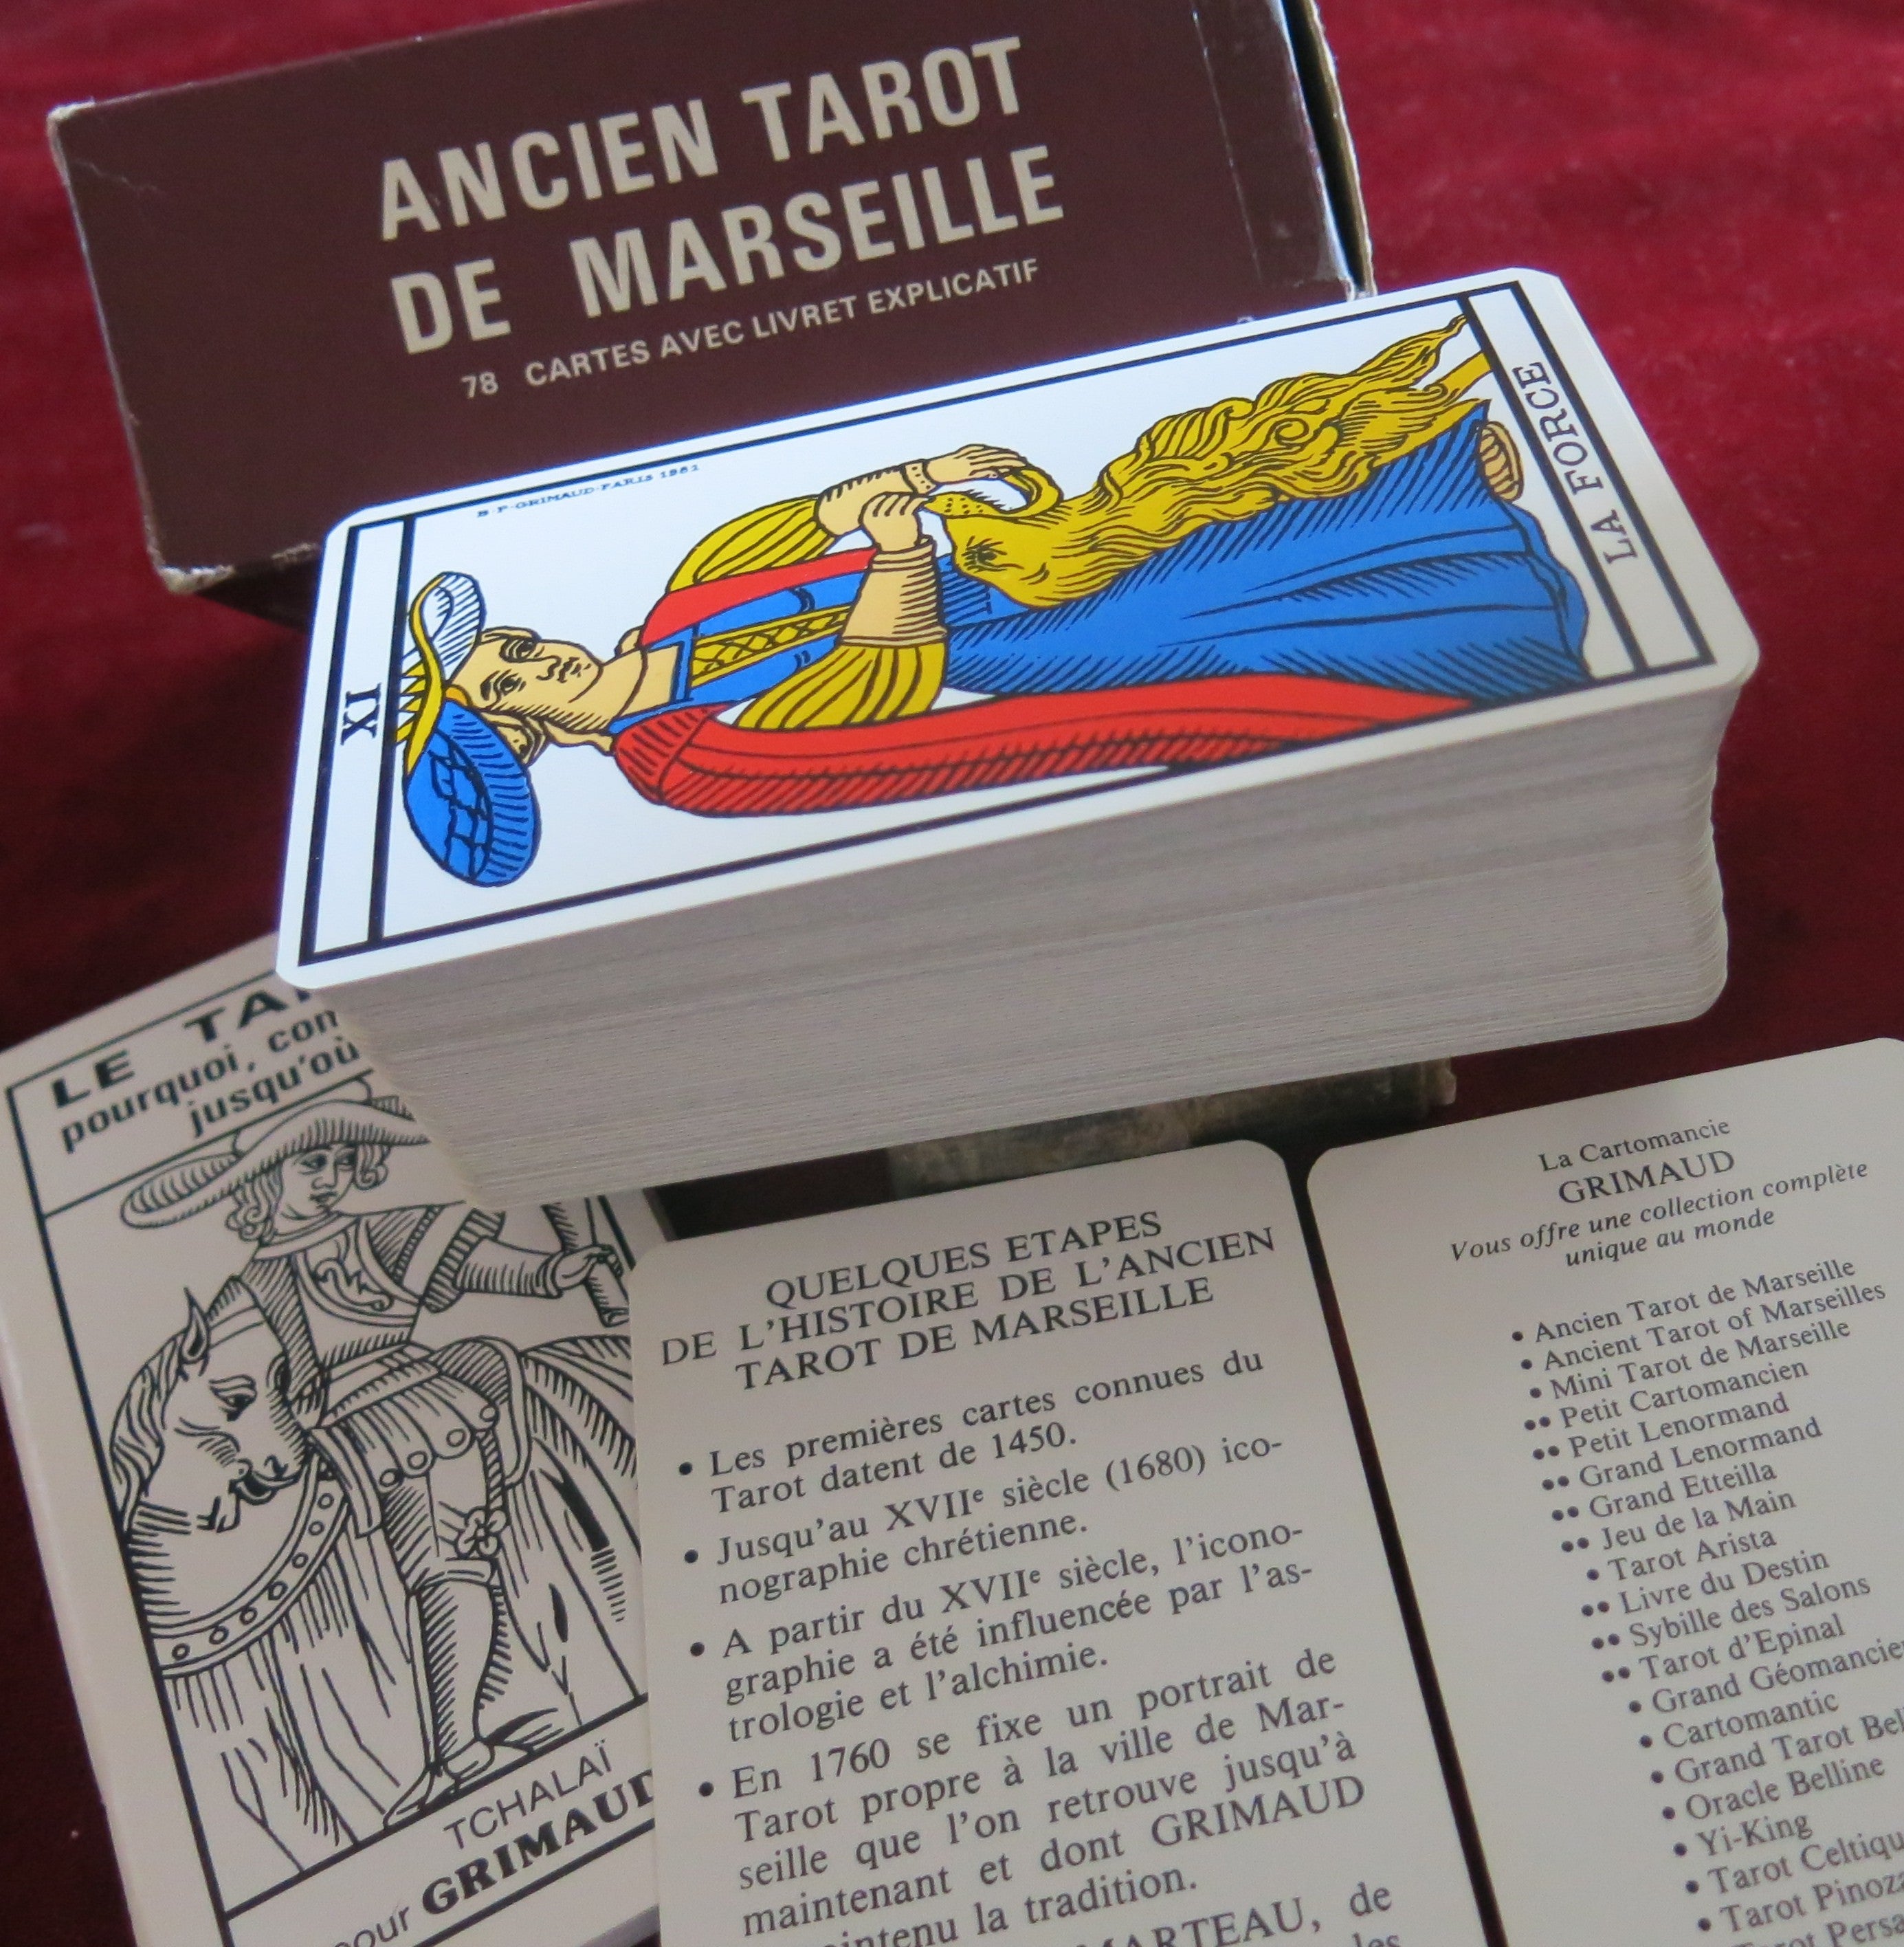 ANCIEN TAROT
DE MARSEILLE
78 CARTES AVEC LIVRET EXPLICATIF
B·P·GRIMAUD·PARIS 1981
XI
LA FORCE
LE
pourquoi,
jusqu'où
TCHALAÏ
pour GRIMAUD
QUELQUES ETAPES
DE L'HISTOIRE DE L'ANCIEN
TAROT DE MARSEILLE
• Les premières cartes connues du
Tarot datent de 1450.
• Jusqu'au XVIIe siècle (1680) ico-
nographie chrétienne.
• A partir du XVIIe siècle, l'icono-
graphie a été influencée par l'as-
trologie et l'alchimie.
• En 1760 se fixe un portrait de
Tarot propre à la ville de Mar-
seille que l'on retrouve jusqu'à
maintenant et dont GRIMAUD
la tradition.
MARTEAU, de
les
La Cartomancie
GRIMAUD
Vous offre une collection complète
unique au monde
• Ancien Tarot de Marseille
• Ancient Tarot of Marseilles
• Mini Tarot de Marseille
•• Petit Cartomancien
•• Petit Lenormand
•• Grand Lenormand
•• Grand Etteilla
•• Jeu de la Main
• Tarot Arista
•• Livre du Destin
•• Sybille des Salons
•• Tarot d'Epinal
• Grand
• Cartomantic
• Grand Tarot
• Oracle Belline
• Yi-King
• Tarot
• Tarot
Tarot